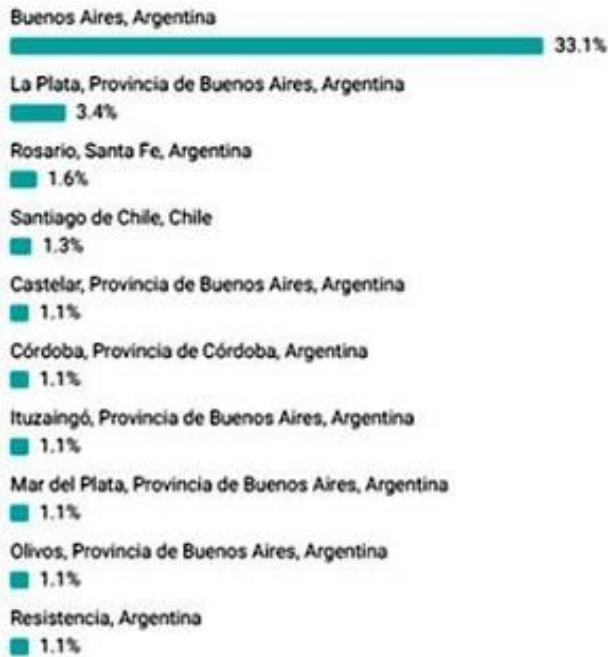 Buenos Aires, Argentina
33.1%
La Plata, Provincia de Buenos Aires, Argentina
3.4%
Rosario, Santa Fe, Argentina
1.6%
Santiago de Chile, Chile
1.3%
Castelar, Provincia de Buenos Aires, Argentina
1.1%
Córdoba, Provincia de Córdoba, Argentina
1.1%
Ituzaingó, Provincia de Buenos Aires, Argentina
1.1%
Mar del Plata, Provincia de Buenos Aires, Argentina
1.1%
Olivos, Provincia de Buenos Aires, Argentina
1.1%
Resistencia, Argentina
1.1%